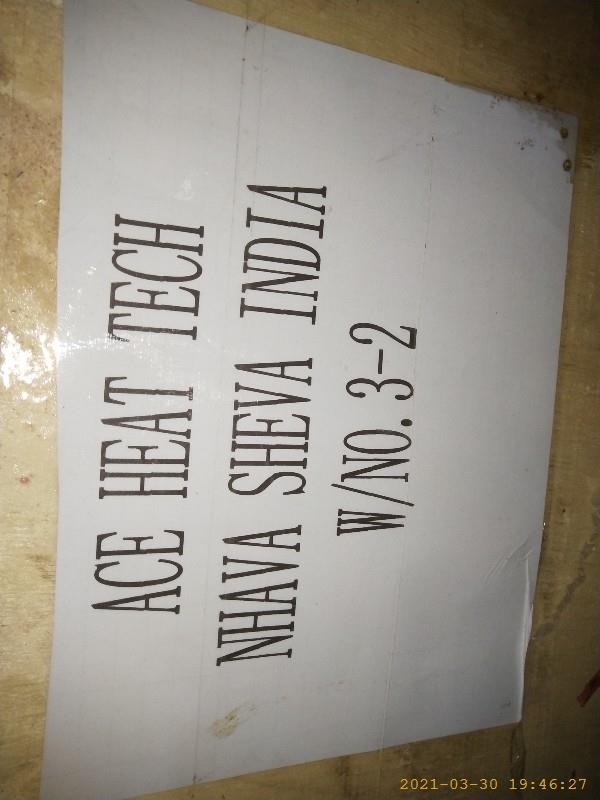 ACE HEAT TECH
NHAVA SHEVA INDIA
W/NO.3-2
2021-03-30 19:46:27